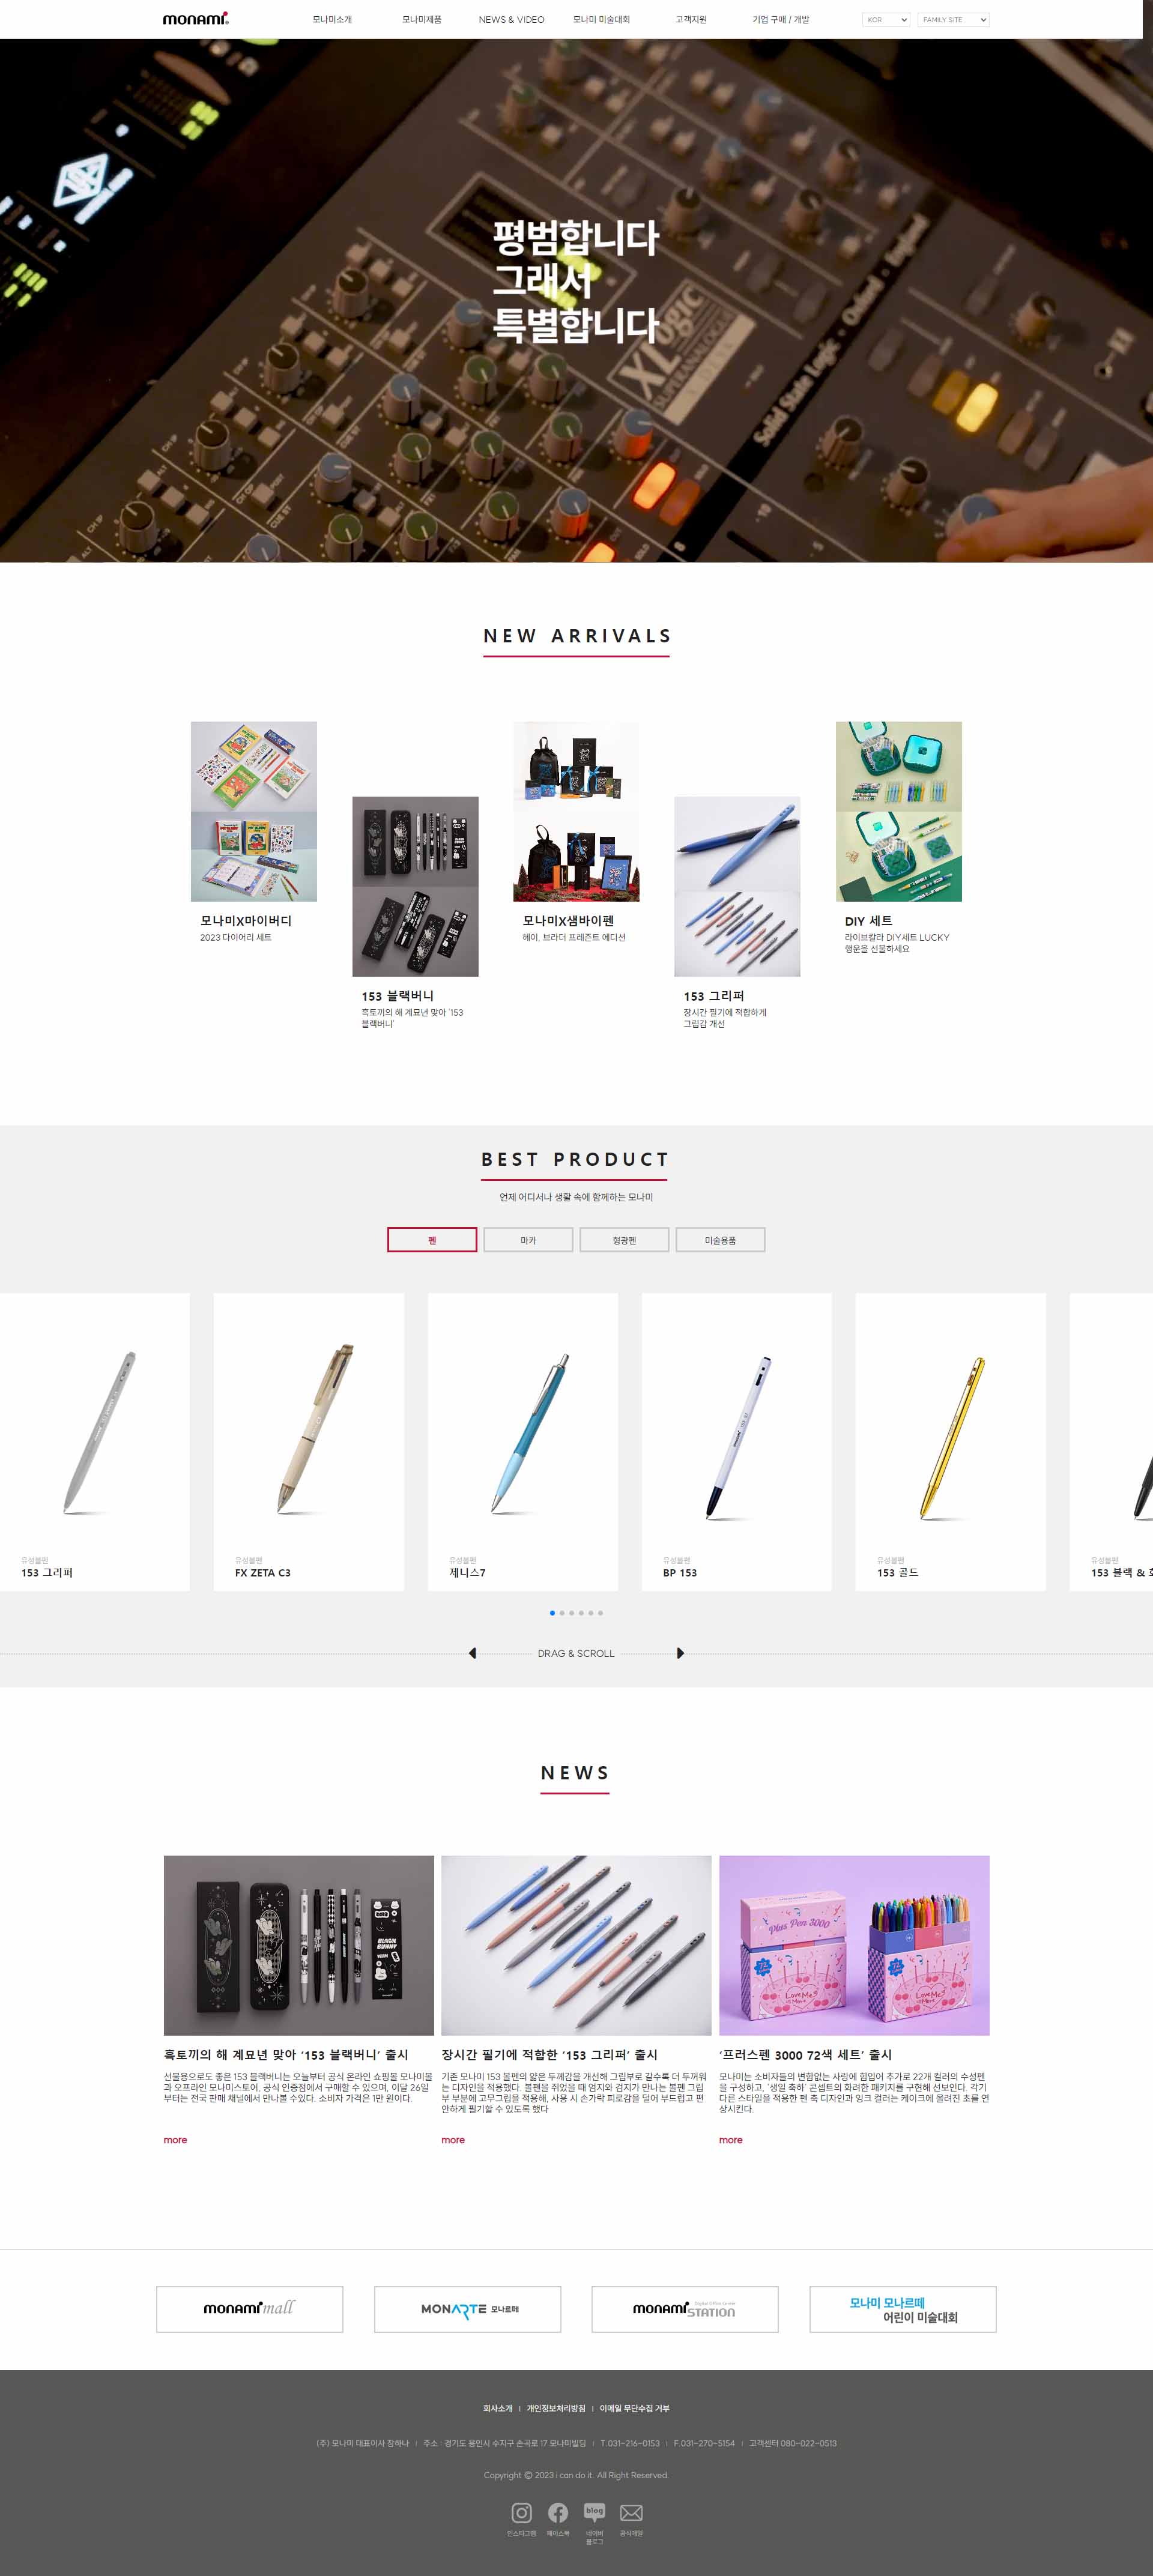 monami
모나미소개
모나미제품
NEWS & VIDEO
모나미 미술대회
고객지원
기업 구매 / 개발
KOR
FAMILY SITE
평범합니다
그래서
특별합니다
XL
Solid State Logic
Oxford
NEW ARRIVALS
모나미X마이버디
2023 다이어리 세트
153 블랙버니
흑토끼의 해 계묘년 맞아 '153
블랙버니'
모나미X샘바이펜
헤이, 브라더 프레즌트 에디션
153 그리퍼
장시간 필기에 적합하게
그립감 개선
DIY 세트
라이브칼라 DIY세트 LUCKY
행운을 선물하세요
BEST PRODUCT
언제 어디서나 생활 속에 함께하는 모나미
펜
마카
형광펜
미술용품
유성볼펜
153 그리퍼
유성볼펜
FX ZETA C3
유성볼펜
제니스7
유성볼펜
BP 153
유성볼펜
153 골드
유성볼펜
153 블랙 &
DRAG & SCROLL
NEWS
BLACK BUNNY
Plus Pen 3000
Love Me More
Love Me More
흑토끼의 해 계묘년 맞아 '153 블랙버니' 출시
선물용으로도 좋은 153 블랙버니는 오늘부터 공식 온라인 쇼핑몰 모나미몰
과 오프라인 모나미스토어, 공식 인증점에서 구매할 수 있으며, 이달 26일
부터는 전국 판매 채널에서 만나볼 수있다. 소비자 가격은 1만 원이다.
more
장시간 필기에 적합한 '153 그리퍼' 출시
기존 모나미 153 볼펜의 얇은 두께감을 개선해 그립부로 갈수록 더 두꺼워
는 디자인을 적용했다. 볼펜을 쥐었을 때 엄지와 검지가 만나는 볼펜 그립
부 부분에 고무그립을 적용해, 사용 시 손가락 피로감을 덜어 부드럽고 편
안하게 필기할 수 있도록 했다
more
'프러스펜 3000 72색 세트' 출시
모나미는 소비자들의 변함없는 사랑에 힘입어 추가로 22개 컬러의 수성펜
을 구성하고, '생일 축하' 콘셉트의 화려한 패키지를 구현해 선보인다. 각기
다른 스타일을 적용한 펜 축 디자인과 잉크 컬러는 케이크에 올려진 초를 연
상시킨다.
more
monami mall
MONARTE 모나르떼
monami Digital Office Center STATION
모나미 모나르떼
어린이 미술대회
회사소개 | 개인정보처리방침 | 이메일 무단수집 거부
(주) 모나미 대표이사 장하나 | 주소 : 경기도 용인시 수지구 손곡로 17 모나미빌딩 | T.031-216-0153 | F.031-270-5154 | 고객센터 080-022-0513
Copyright © 2023 i can do it. All Right Reserved.
인스타그램
페이스북
blog
네이버
블로그
공식메일